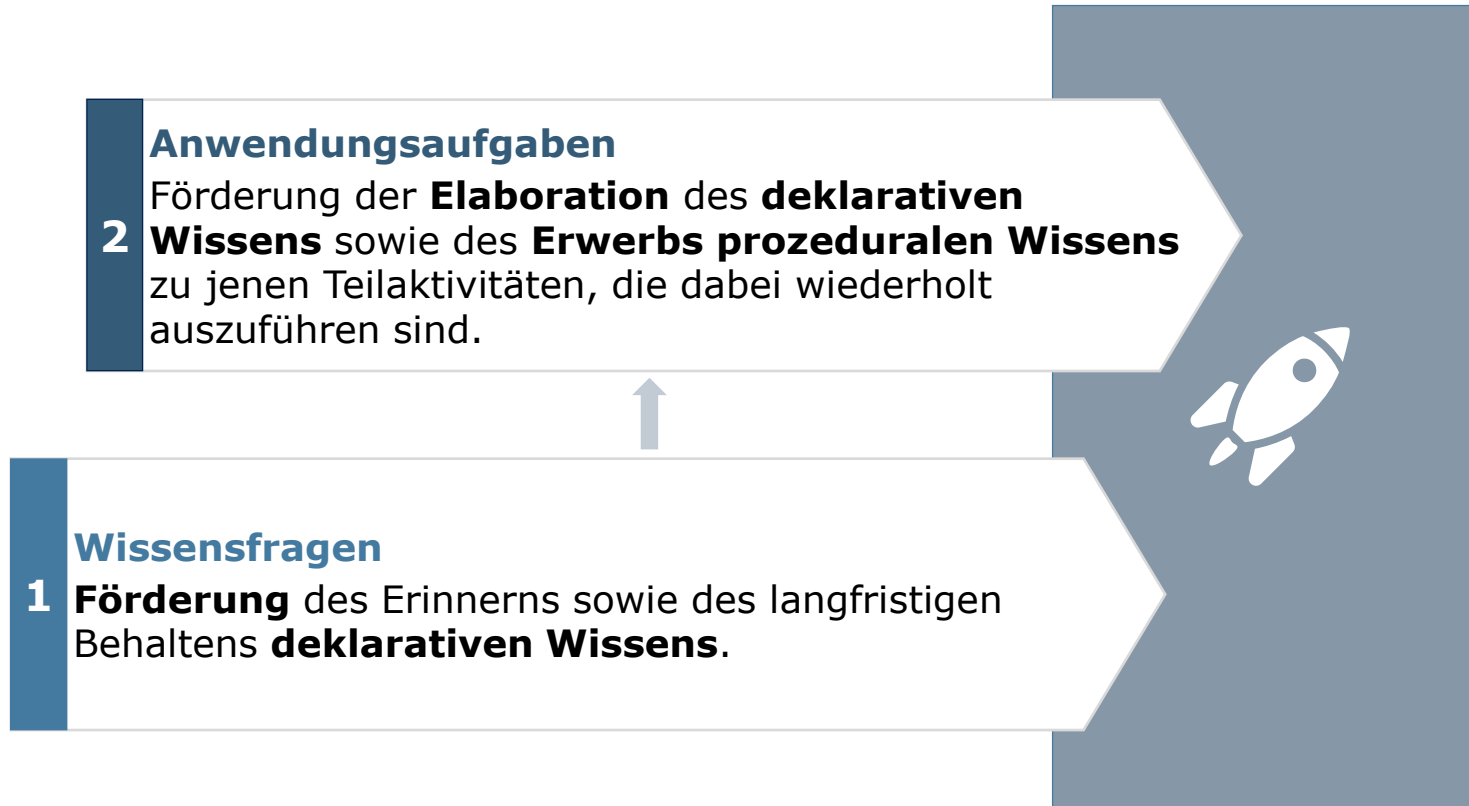 Anwendungsaufgaben
Förderung der Elaboration des deklarativen
2 Wissens sowie des Erwerbs prozeduralen Wissens
zu jenen Teilaktivitäten, die dabei wiederholt
auszuführen sind.
Wissensfragen
1 Förderung des Erinnerns sowie des langfristigen
Behaltens deklarativen Wissens.